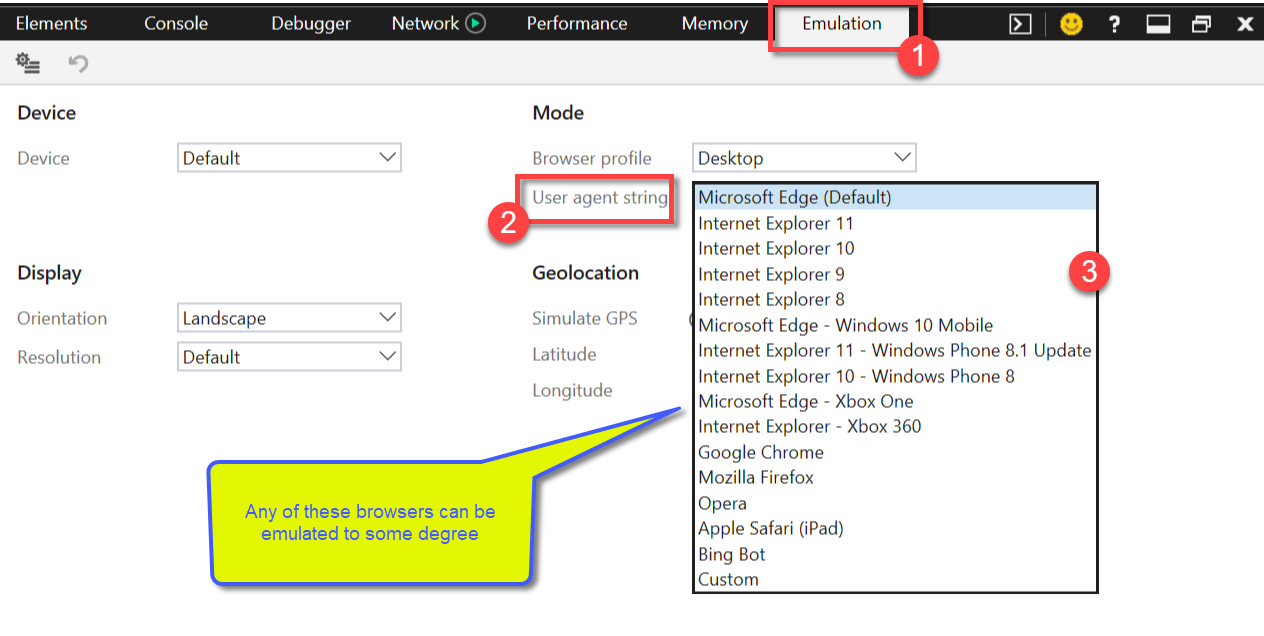 Elements Console Debugger Network Performance Memory Emulation ?
1
Device
Device Default
Mode
Browser profile Desktop
User agent string
2
Microsoft Edge (Default)
Internet Explorer 11
Internet Explorer 10
Internet Explorer 9
Internet Explorer 8
Microsoft Edge - Windows 10 Mobile
Internet Explorer 11 - Windows Phone 8.1 Update
Internet Explorer 10 - Windows Phone 8
Microsoft Edge - Xbox One
Internet Explorer - Xbox 360
Google Chrome
Mozilla Firefox
Opera
Apple Safari (iPad)
Bing Bot
Custom
3
Display
Orientation Landscape
Resolution Default
Geolocation
Simulate GPS
Latitude
Longitude
Any of these browsers can be
emulated to some degree